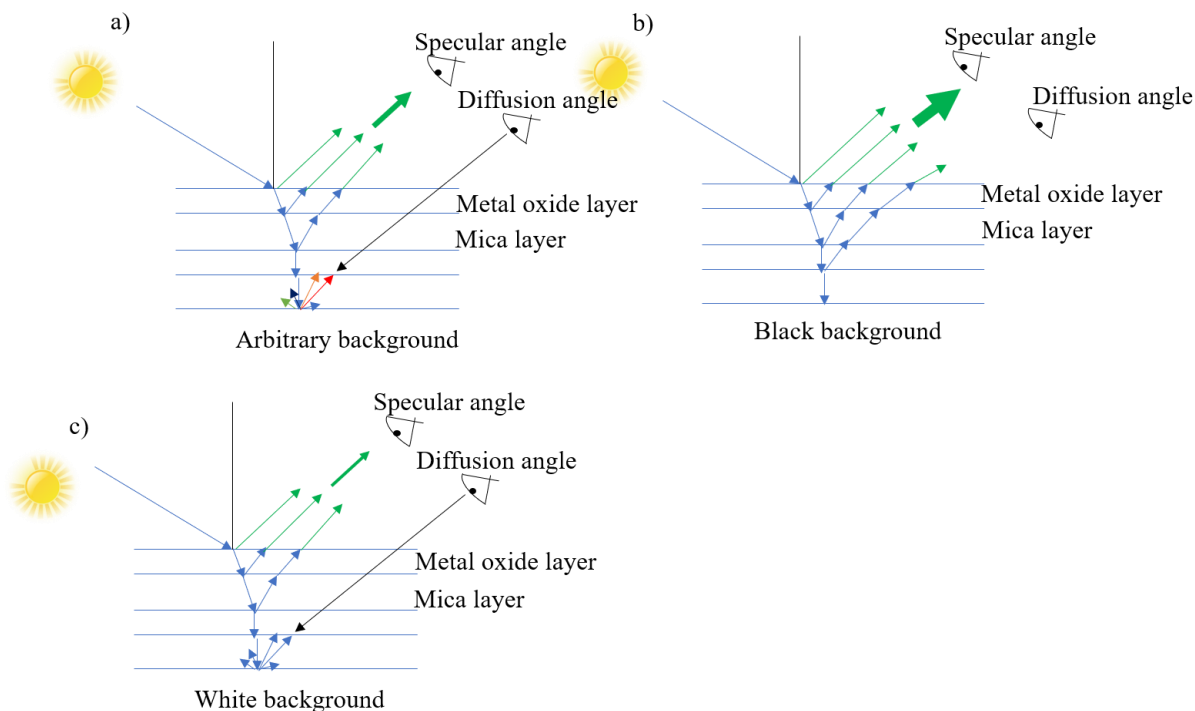 a)
Specular angle
Diffusion angle
Metal oxide layer
Mica layer
Arbitrary background
b)
Specular angle
Diffusion angle
Metal oxide layer
Mica layer
Black background
c)
Specular angle
Diffusion angle
Metal oxide layer
Mica layer
White background